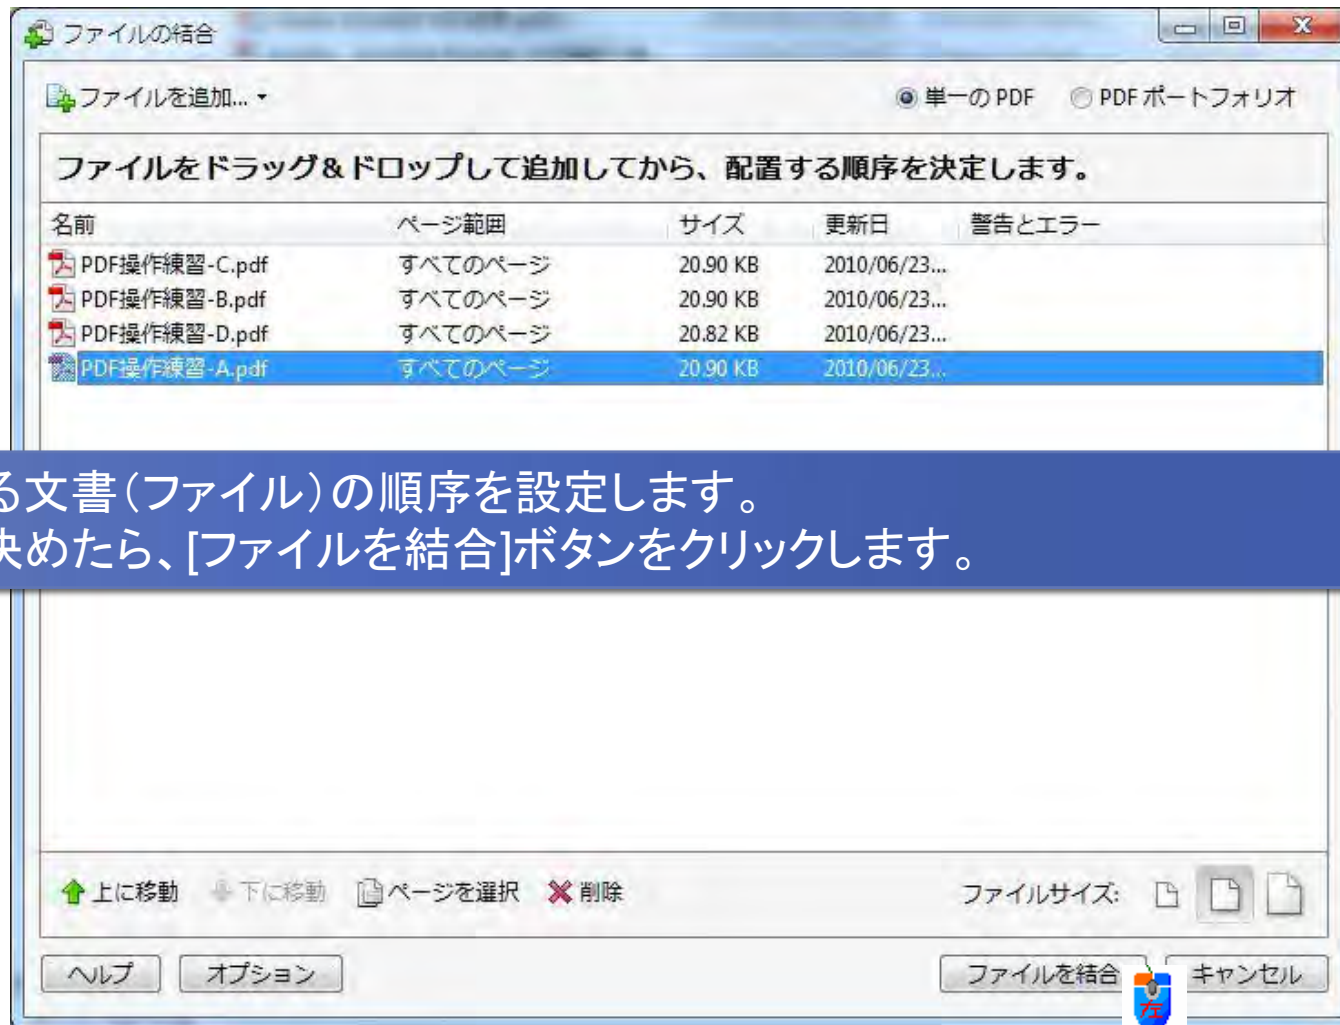 ファイルの結合
ファイルを追加...
単一の PDF PDF ポートフォリオ
ファイルをドラッグ&ドロップして追加してから、配置する順序を決定します。
名前 ページ範囲 サイズ 更新日 警告とエラー
PDF操作練習-C.pdf すべてのページ 20.90 KB 2010/06/23...
PDF操作練習-B.pdf すべてのページ 20.90 KB 2010/06/23...
PDF操作練習-D.pdf すべてのページ 20.82 KB 2010/06/23...
PDF操作練習-A.pdf すべてのページ 20.90 KB 2010/06/23...
る文書(ファイル)の順序を設定します。
決めたら、[ファイルを結合]ボタンをクリックします。
上に移動 下に移動 ページを選択 削除 ファイルサイズ:
ヘルプ オプション ファイルを結合 キャンセル
左